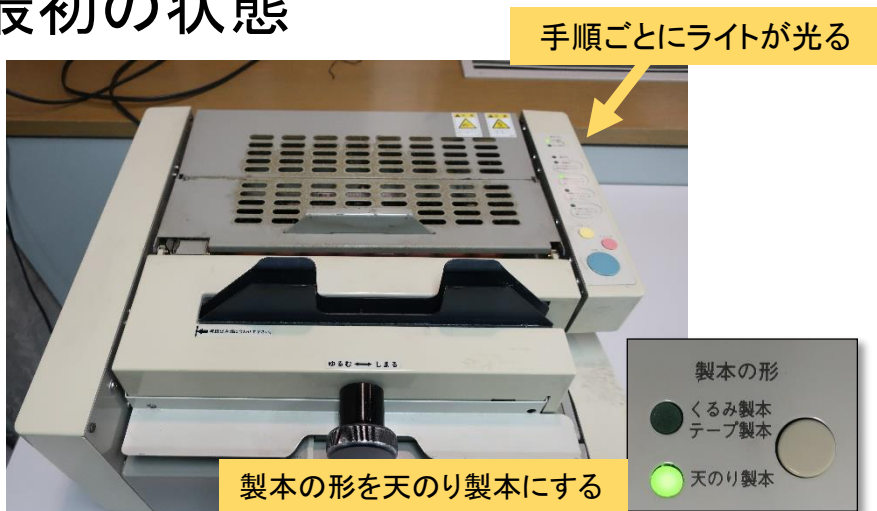 最初の状態
手順ごとにライトが光る
ゆるむ ⟷ しまる
製本の形
くるみ製本
テープ製本
天のり製本
製本の形を天のり製本にする